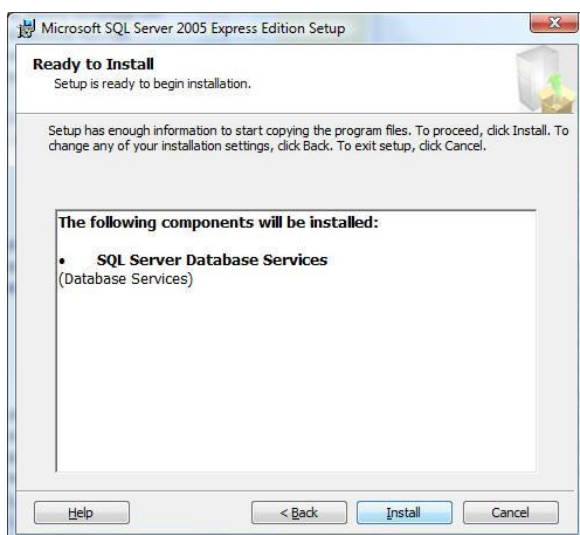 Microsoft SQL Server 2005 Express Edition Setup
Ready to Install
Setup is ready to begin installation.
Setup has enough information to start copying the program files. To proceed, click Install. To
change any of your installation settings, click Back. To exit setup, click Cancel.
The following components will be installed:
• SQL Server Database Services
(Database Services)
Help
< Back
Install
Cancel